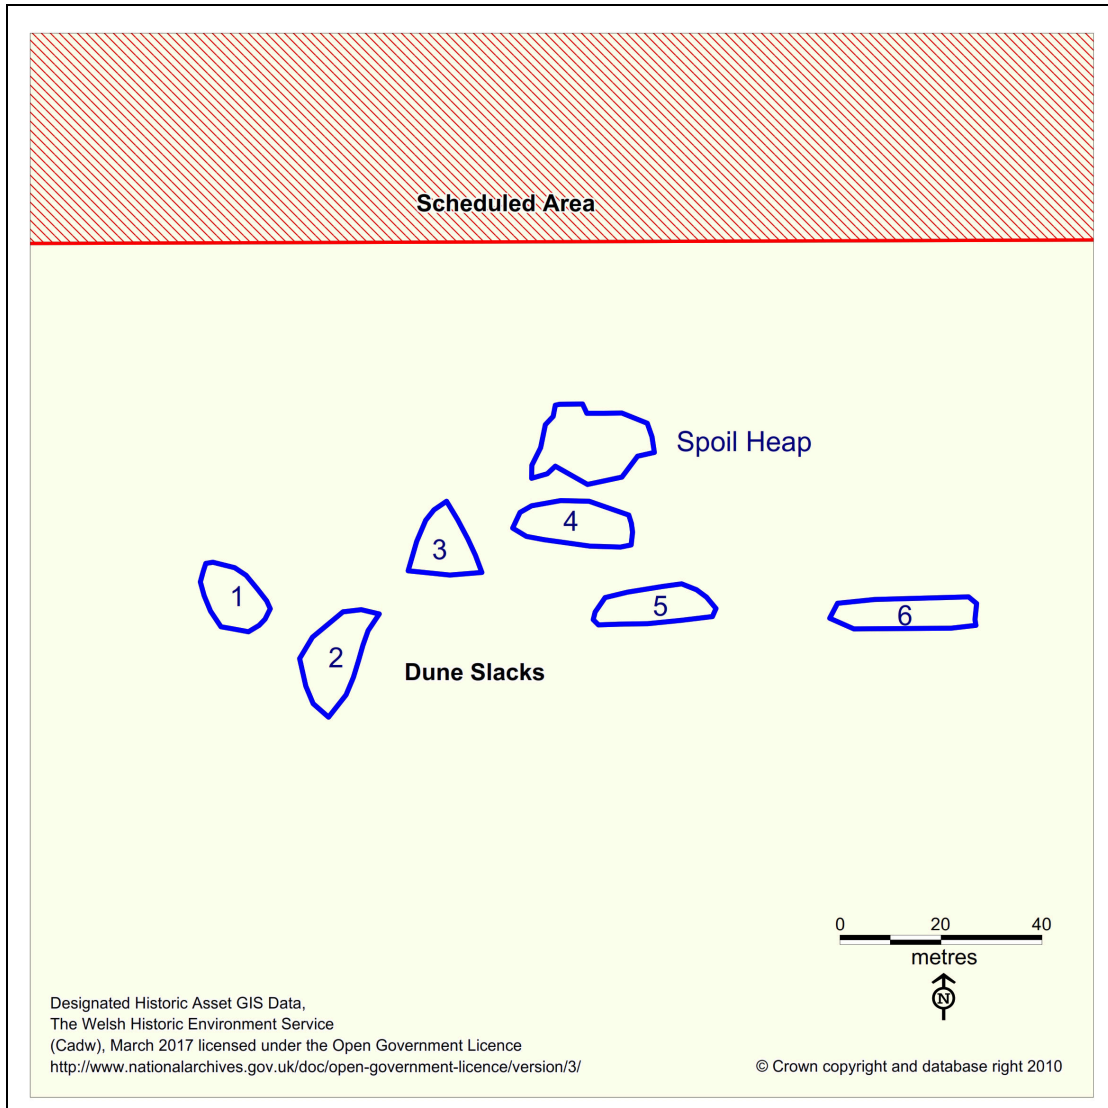 Scheduled Area
Spoil Heap
4
3
1
5
6
2
Dune Slacks
0 20 40
metres
N
Designated Historic Asset GIS Data,
The Welsh Historic Environment Service
(Cadw), March 2017 licensed under the Open Government Licence
http://www.nationalarchives.gov.uk/doc/open-government-licence/version/3/
© Crown copyright and database right 2010